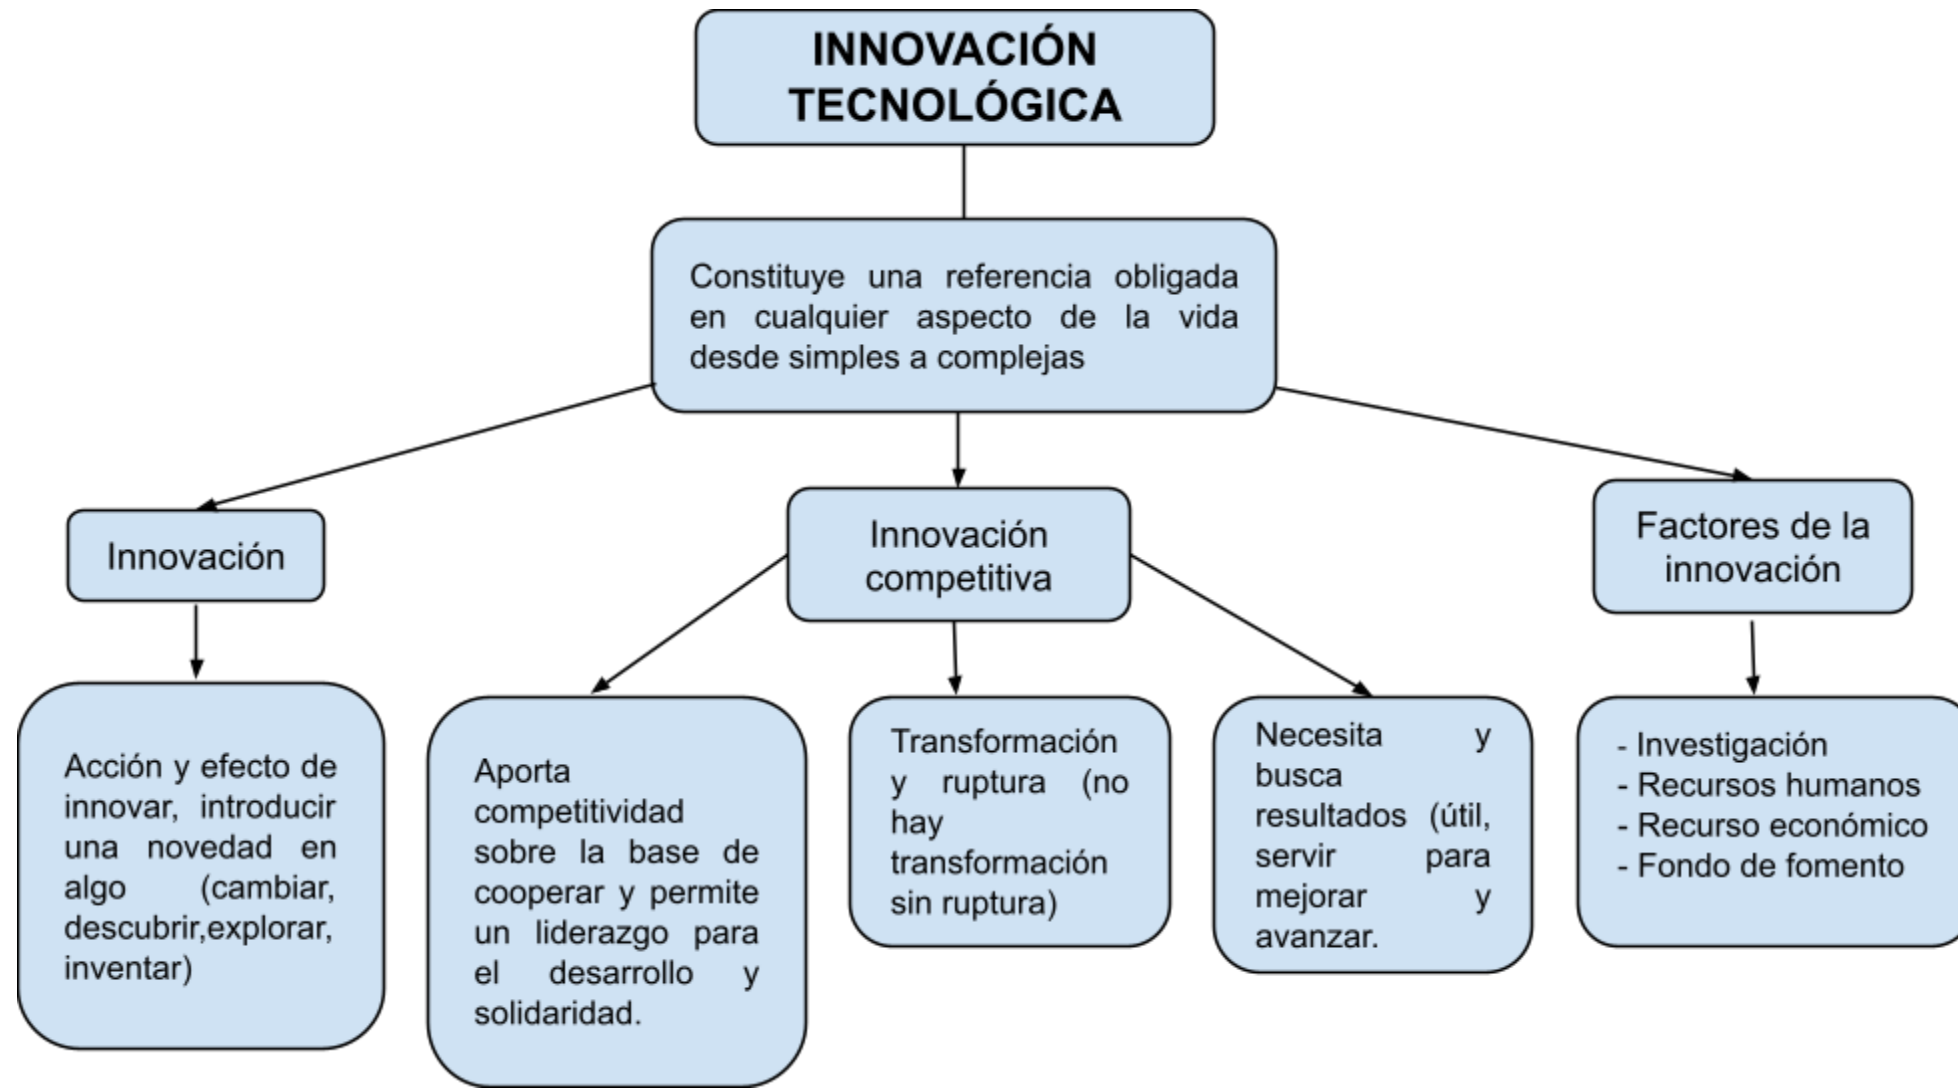 INNOVACIÓN
TECNOLÓGICA
Constituye una referencia obligada
en cualquier aspecto de la vida
desde simples a complejas
Innovación
Innovación
competitiva
Factores de la
innovación
Acción y efecto de
innovar, introducir
una novedad en
algo (cambiar,
descubrir,explorar,
inventar)
Aporta
competitividad
sobre la base de
cooperar y permite
un liderazgo para
el desarrollo y
solidaridad.
Transformación
y ruptura (no
hay
transformación
sin ruptura)
Necesita y
busca
resultados (útil,
servir para
mejorar y
avanzar.
- Investigación
- Recursos humanos
- Recurso económico
- Fondo de fomento